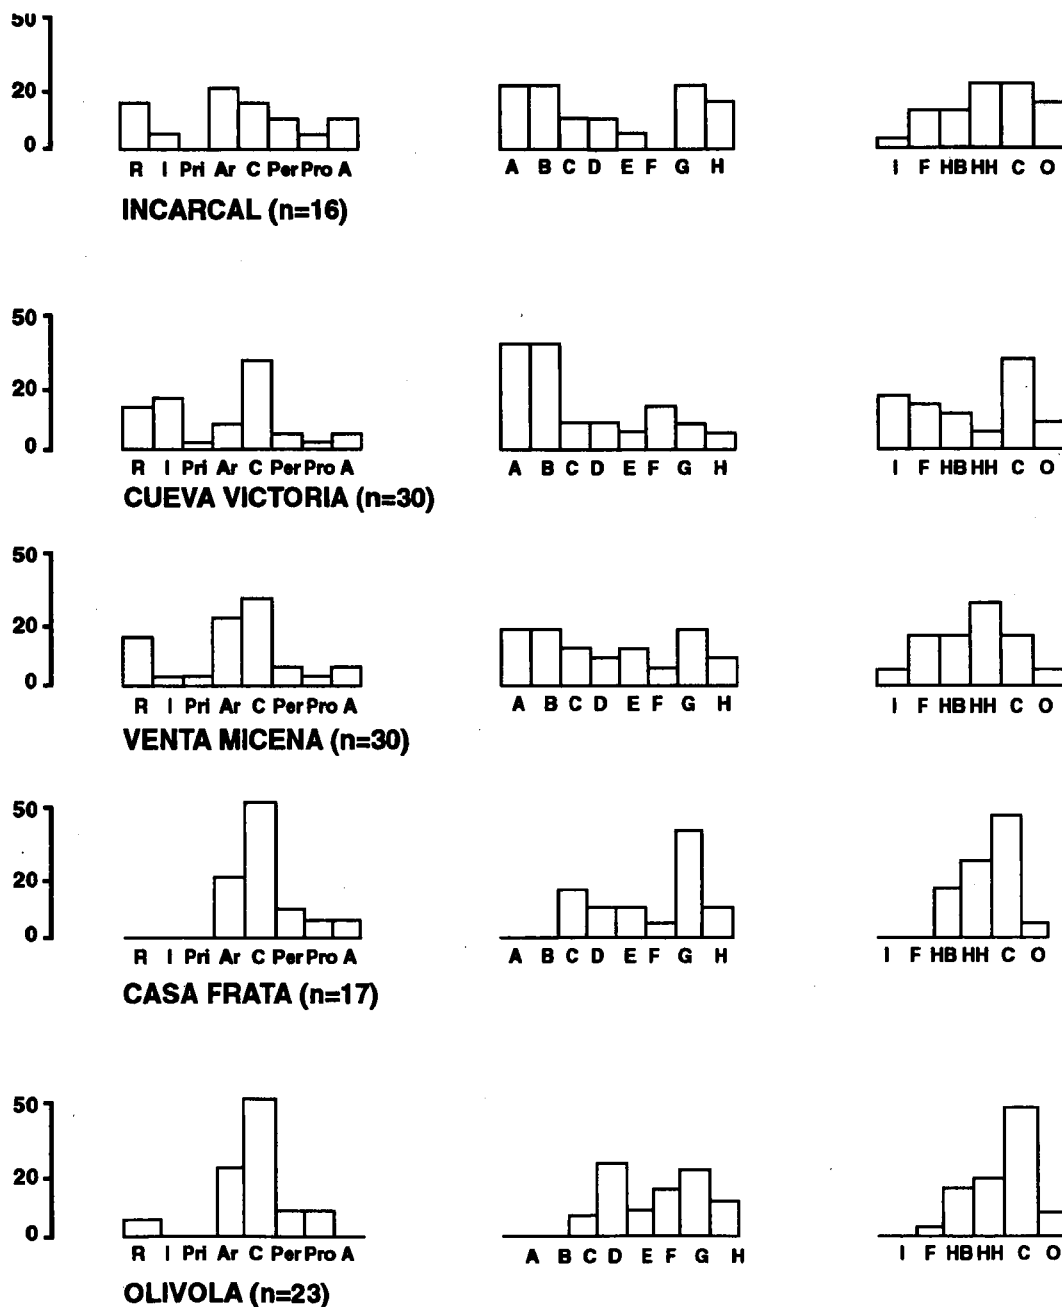 50
20
0
R I Pri Ar C Per Pro A A B C D E F G H I F HB HH C O
INCARCAL (n=16)
50
20
0
R I Pri Ar C Per Pro A A B C D E F G H I F HB HH C O
CUEVA VICTORIA (n=30)
50
20
0
R I Pri Ar C Per Pro A A B C D E F G H I F HB HH C O
VENTA MICENA (n=30)
50
20
0
R I Pri Ar C Per Pro A A B C D E F G H I F HB HH C O
CASA FRATA (n=17)
50
20
0
R I Pri Ar C Per Pro A A B C D E F G H I F HB HH C O
OLIVOLA (n=23)